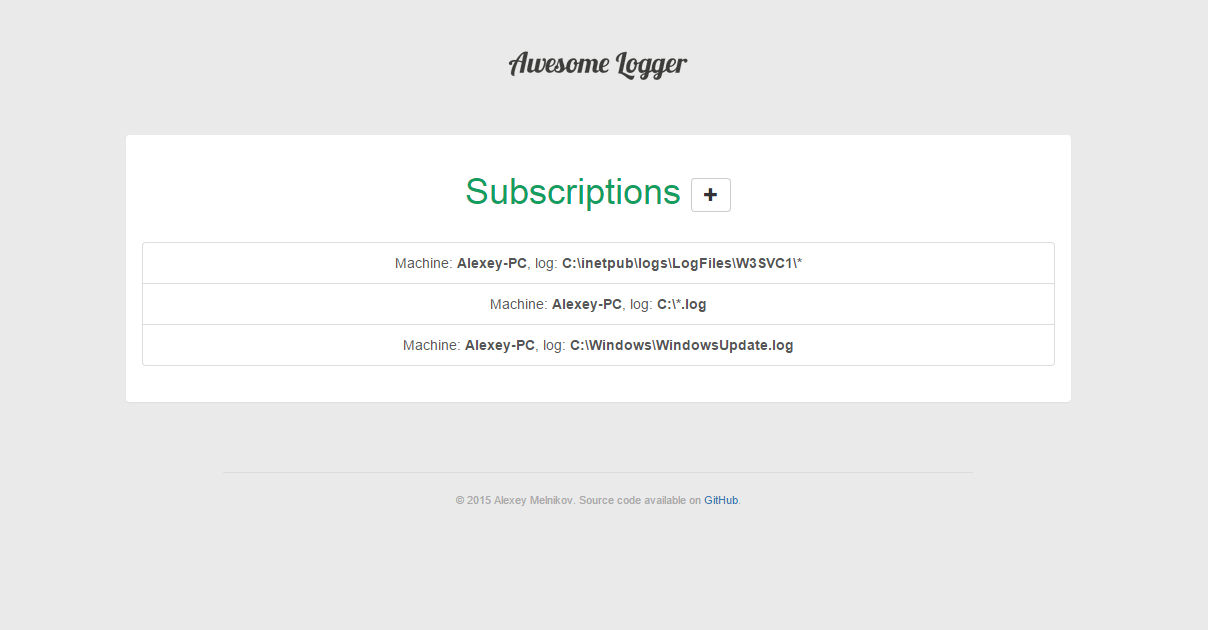 Awesome Logger
Subscriptions +
Machine: Alexey-PC, log: C:\inetpub\logs\LogFiles\W3SVC1\*
Machine: Alexey-PC, log: C:\*.log
Machine: Alexey-PC, log: C:\Windows\WindowsUpdate.log
© 2015 Alexey Melnikov. Source code available on GitHub.